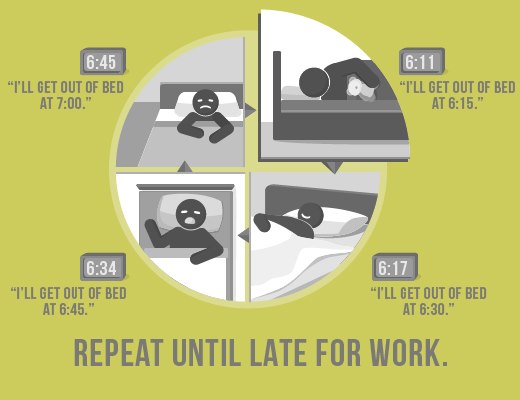 6:45
“I’LL GET OUT OF BED
AT 7:00.”
6:11
“I’LL GET OUT OF BED
AT 6:15.”
6:34
“I’LL GET OUT OF BED
AT 6:45.”
6:17
“I’LL GET OUT OF BED
AT 6:30.”
REPEAT UNTIL LATE FOR WORK.